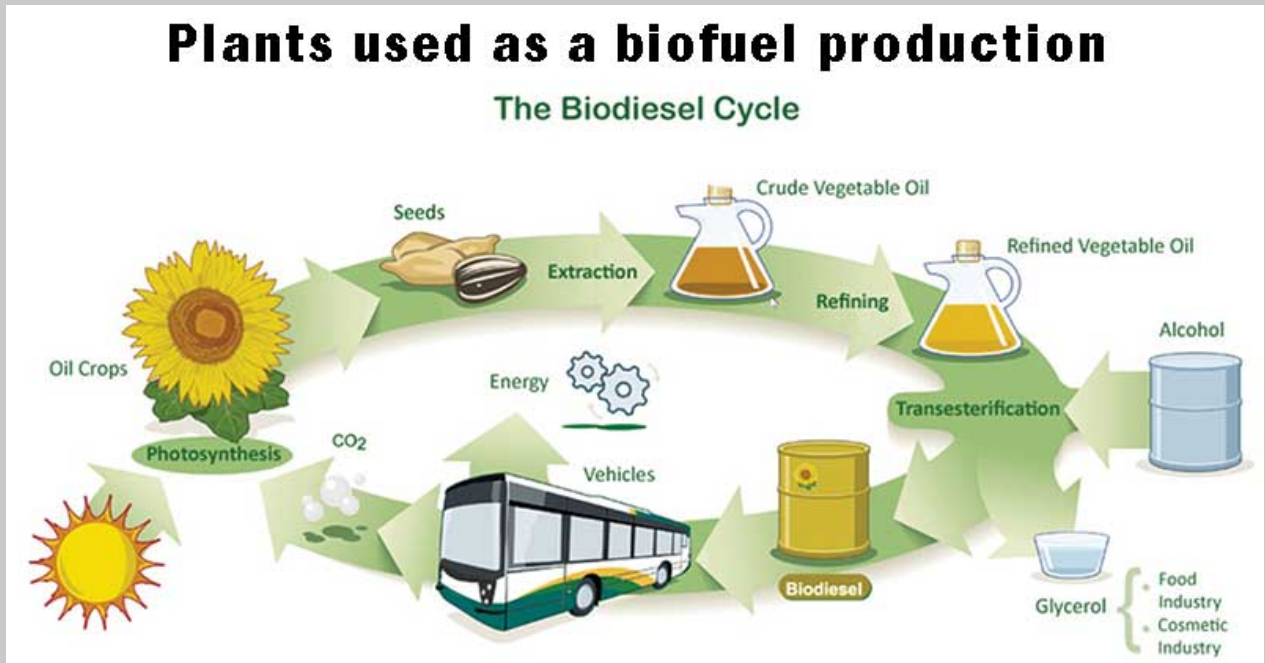 Plants used as a biofuel production
The Biodiesel Cycle
Crude Vegetable Oil
Seeds
Refined Vegetable Oil
Extraction
Refining
Alcohol
Oil Crops
Energy
Transesterification
CO2
Photosynthesis
Vehicles
Biodiesel
Glycerol
Food
Industry
Cosmetic
Industry